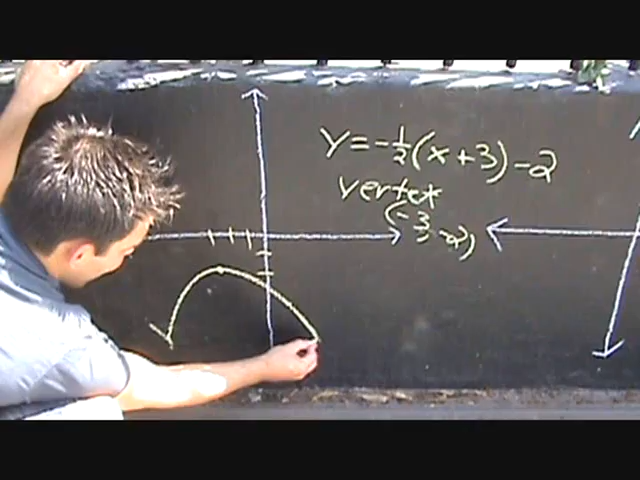 y = -1/2(x+3)-2
vertex
(-3, -2)